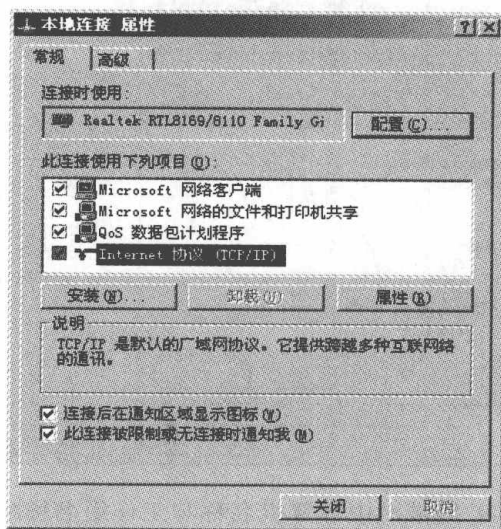 本地连接 属性
常规 高级
连接时使用:
Realtek RTL8169/8110 Family Gi 配置(C)...
此连接使用下列项目(O):
Microsoft 网络客户端
Microsoft 网络的文件和打印机共享
QoS 数据包计划程序
Internet 协议 (TCP/IP)
安装(N)... 卸载(U) 属性(R)
说明
TCP/IP 是默认的广域网协议。它提供跨越多种互联网络
的通讯。
连接后在通知区域显示图标(W)
此连接被限制或无连接时通知我(M)
关闭 取消